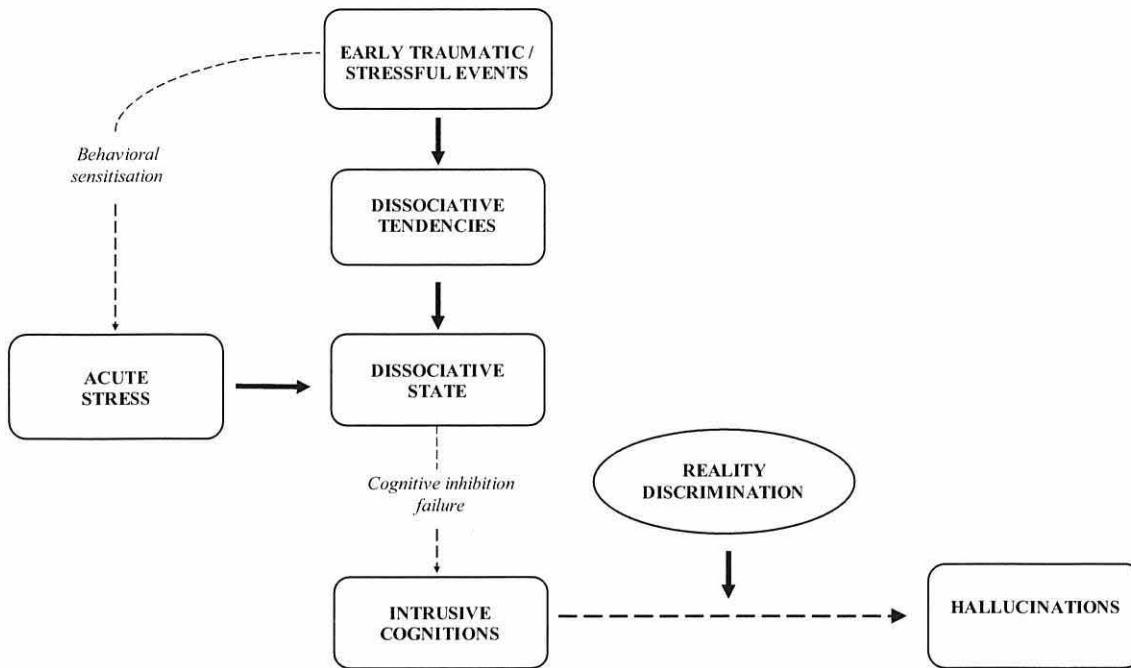 EARLY TRAUMATIC /
STRESSFUL EVENTS
Behavioral
sensitisation
DISSOCIATIVE
TENDENCIES
ACUTE
STRESS
DISSOCIATIVE
STATE
Cognitive inhibition
failure
REALITY
DISCRIMINATION
INTRUSIVE
COGNITIONS
HALLUCINATIONS